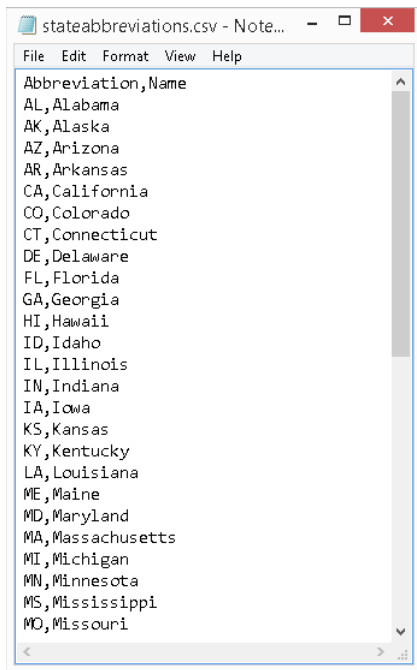 stateabbreviations.csv - Note...
File Edit Format View Help
Abbreviation,Name
AL,Alabama
AK,Alaska
AZ,Arizona
AR,Arkansas
CA,California
CO,Colorado
CT,Connecticut
DE,Delaware
FL,Florida
GA,Georgia
HI,Hawaii
ID,Idaho
IL,Illinois
IN,Indiana
IA,Iowa
KS,Kansas
KY,Kentucky
LA,Louisiana
ME,Maine
MD,Maryland
MA,Massachusetts
MI,Michigan
MN,Minnesota
MS,Mississippi
MO,Missouri